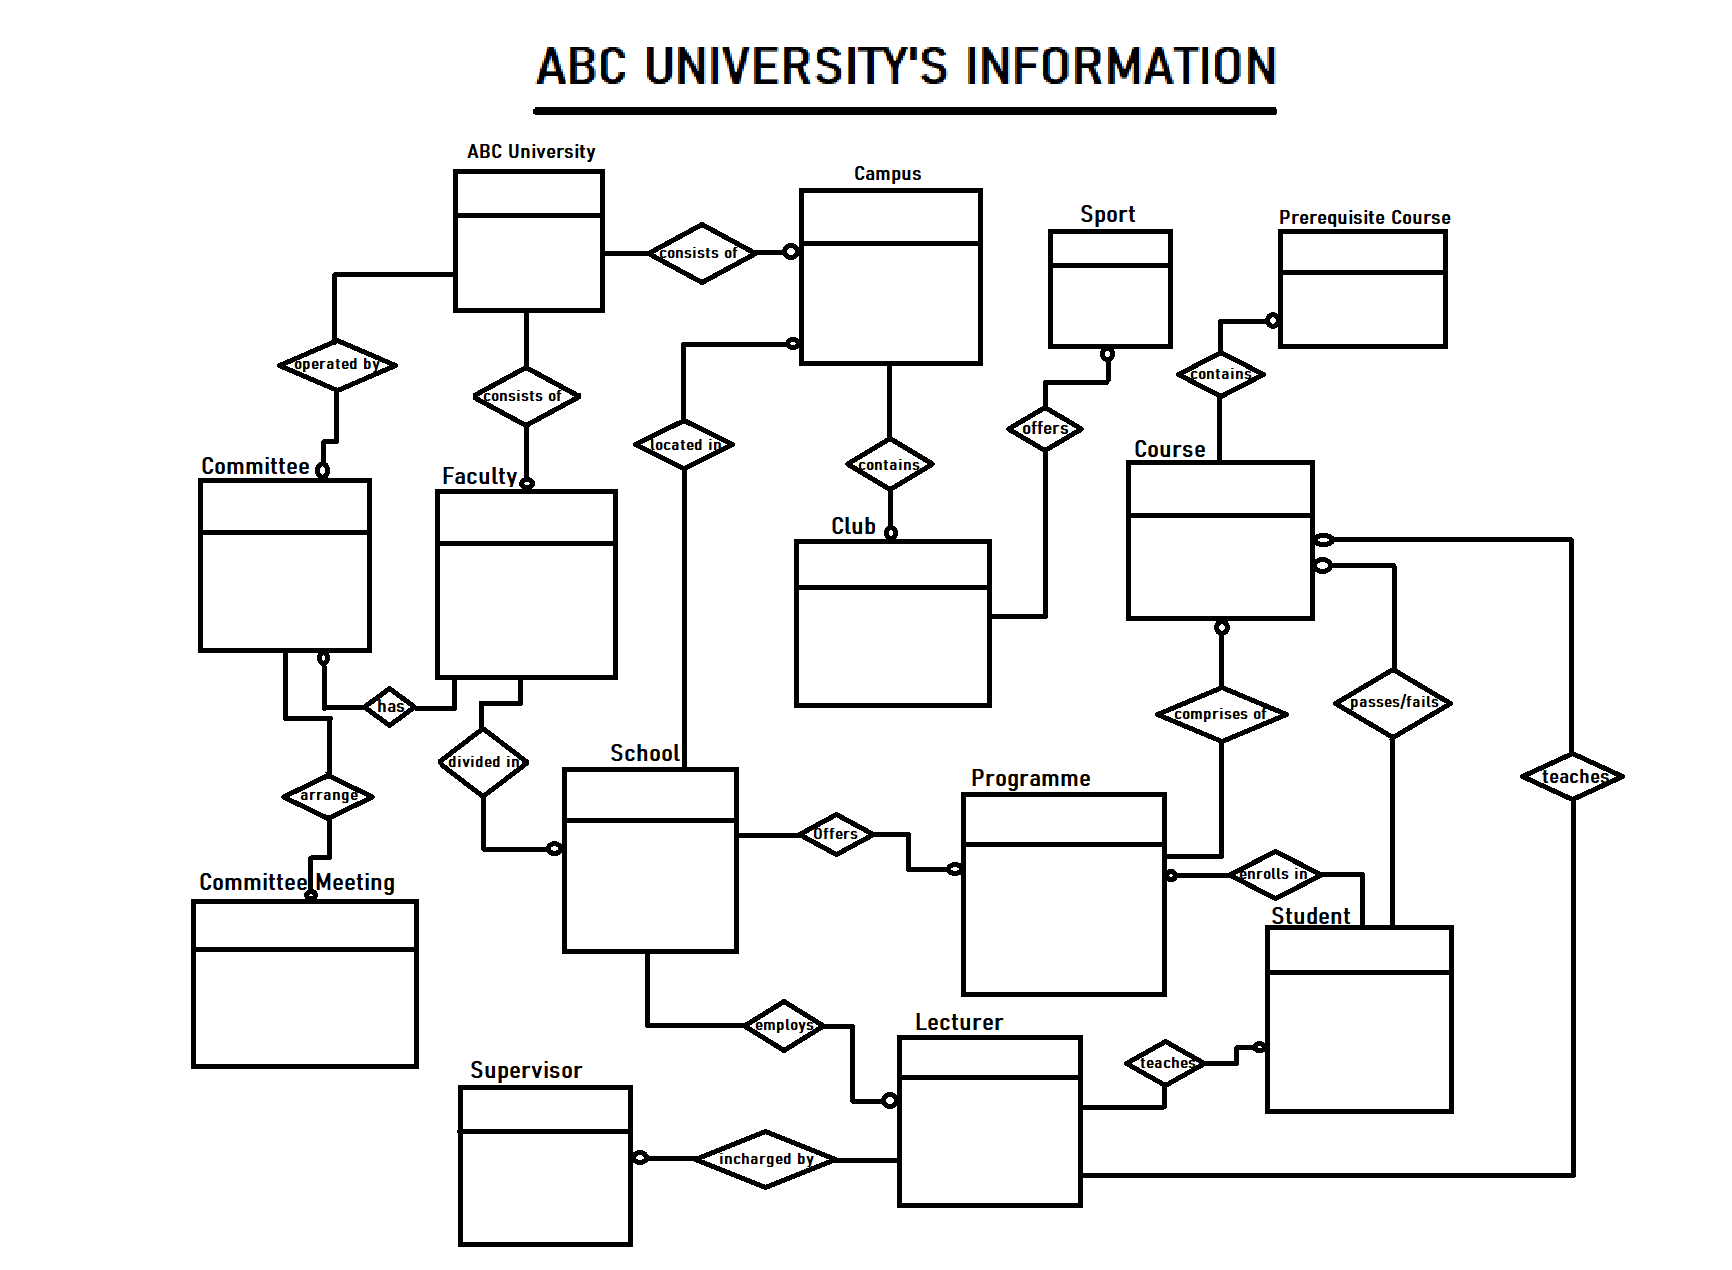 ABC UNIVERSITY'S INFORMATION
ABC University
Campus
Sport
Prerequisite Course
consists of
operated by
consists of
contains
located in
offers
Course
Committee
Faculty
contains
Club
has
passes/fails
comprises of
divided in
School
teaches
Programme
arrange
Offers
Committee Meeting
enrolls in
Student
employs
Lecturer
teaches
Supervisor
incharged by